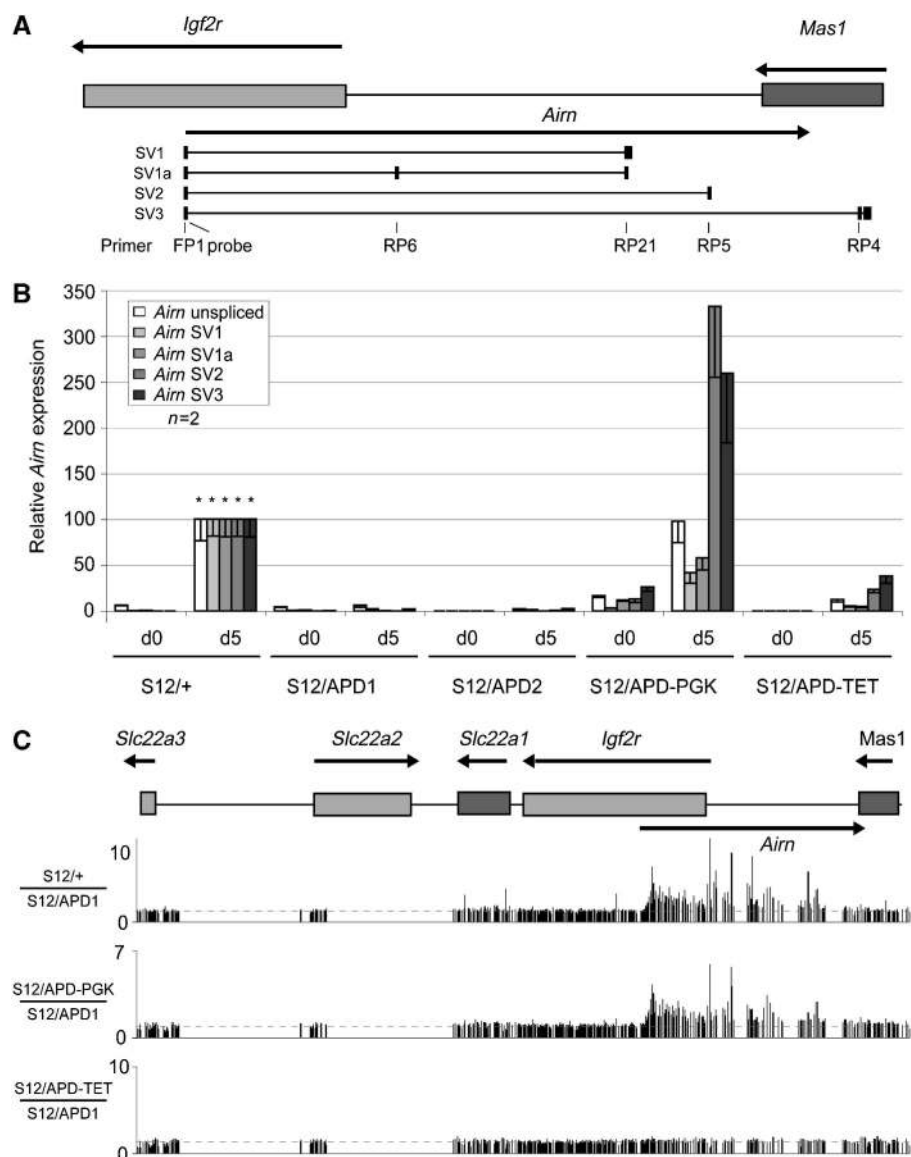 A
Igf2r
Mas1
Airn
SV1
SV1a
SV2
SV3
Primer FP1 probe RP6 RP21 RP5 RP4
B
Relative Airn expression
350
300
250
200
150
100
50
0
Airn unspliced
Airn SV1
Airn SV1a
Airn SV2
Airn SV3
n=2
* * * * *
d0 d5 d0 d5 d0 d5 d0 d5 d0 d5
S12/+ S12/APD1 S12/APD2 S12/APD-PGK S12/APD-TET
C
Slc22a3 Slc22a2 Slc22a1 Igf2r Mas1
Airn
10
S12/+
S12/APD1
0
7
S12/APD-PGK
S12/APD1
0
10
S12/APD-TET
S12/APD1
0